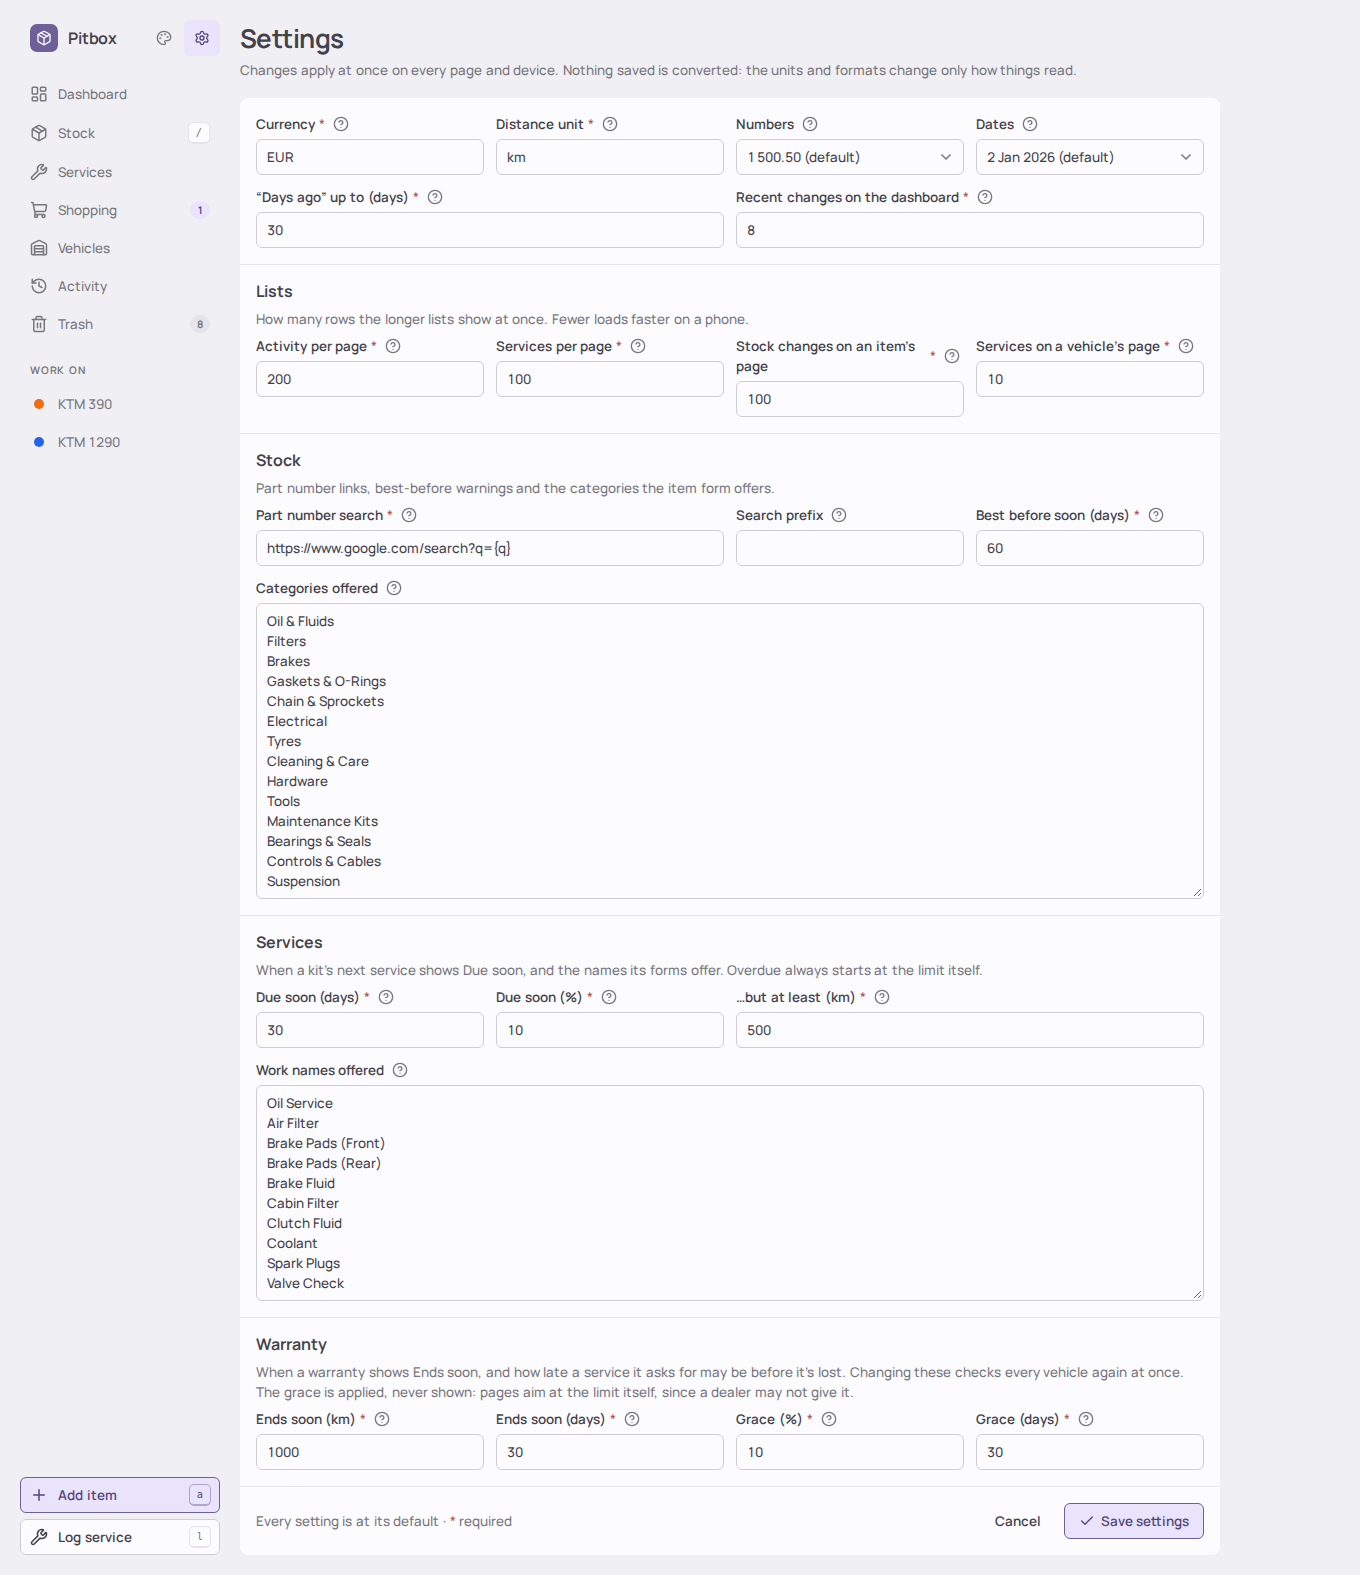 Pitbox
Dashboard
Stock /
Services
Shopping 1
Vehicles
Activity
Trash 8
WORK ON
KTM 390
KTM 1290
Add item a
Log service l
Settings
Changes apply at once on every page and device. Nothing saved is converted: the units and formats change only how things read.
Currency * Distance unit * Numbers Dates
EUR km 1 500.50 (default) 2 Jan 2026 (default)
“Days ago” up to (days) * Recent changes on the dashboard *
30 8
Lists
How many rows the longer lists show at once. Fewer loads faster on a phone.
Activity per page * Services per page * Stock changes on an item’s page * Services on a vehicle’s page *
200 100 100 10
Stock
Part number links, best-before warnings and the categories the item form offers.
Part number search * Search prefix Best before soon (days) *
https://www.google.com/search?q={q} 60
Categories offered
Oil & Fluids
Filters
Brakes
Gaskets & O-Rings
Chain & Sprockets
Electrical
Tyres
Cleaning & Care
Hardware
Tools
Maintenance Kits
Bearings & Seals
Controls & Cables
Suspension
Services
When a kit’s next service shows Due soon, and the names its forms offer. Overdue always starts at the limit itself.
Due soon (days) * Due soon (%) * …but at least (km) *
30 10 500
Work names offered
Oil Service
Air Filter
Brake Pads (Front)
Brake Pads (Rear)
Brake Fluid
Cabin Filter
Clutch Fluid
Coolant
Spark Plugs
Valve Check
Warranty
When a warranty shows Ends soon, and how late a service it asks for may be before it’s lost. Changing these checks every vehicle again at once.
The grace is applied, never shown: pages aim at the limit itself, since a dealer may not give it.
Ends soon (km) * Ends soon (days) * Grace (%) * Grace (days) *
1000 30 10 30
Every setting is at its default · * required Cancel Save settings